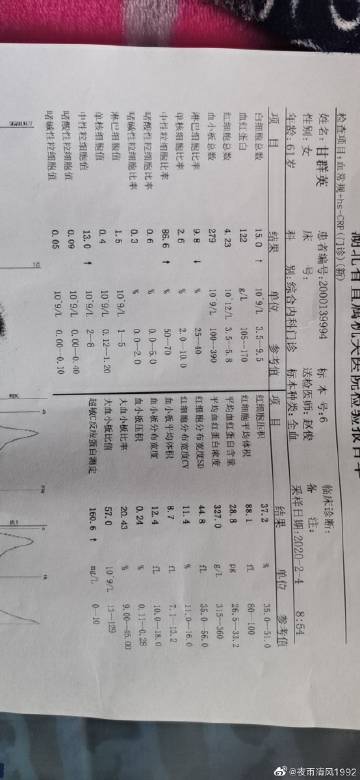 湖北省直属机关医院检验报告单
检查项目:血常规+hs-CRP(门诊)(新)
姓名:甘群英 患者编号:2000139994 标本号:6 临床诊断:
性别:女 床号: 送检医师:赵俊 备注:
年龄:61岁 科别:综合内科门诊 标本种类:全血 采样日期:2020-2-4 8:54
项目 结果 单位 参考值 项目 结果 单位 参考值
白细胞总数 15.0 ↑ 10^9/L 3.5--9.5 红细胞压积 37.3 % 35.0--51.0
血红蛋白 122 g/L 105--170 红细胞平均体积 88.1 fL 80--100
红细胞总数 4.23 10^12/L 3.5--5.8 平均血红蛋白含量 28.8 pg 26.5--33.2
血小板总数 279 10^9/L 100--390 平均血红蛋白浓度 327.0 g/L 315--360
淋巴细胞比率 9.8 ↓ % 25--40 红细胞分布宽度SD 44.8 fL 35.0--56.0
单核细胞比率 2.6 % 2.0--10.0 红细胞分布宽度CV 11.4 % 11.0--16.0
中性粒细胞比率 86.6 ↑ % 50--70 血小板平均体积 8.7 fL 7.1--13.2
嗜酸性粒细胞比率 0.6 % 0.0--5.0 血小板分布宽度 12.4 fL 10.0--18.0
嗜碱性粒细胞比率 0.3 % 0.0--2.0 血小板压积 0.24 % 0.11--0.28
淋巴细胞值 1.5 10^9/L 1--5 大血小板比率 20.43 % 9.00--45.00
单核细胞值 0.4 10^9/L 0.12--1.20 大血小板比值 57.0 10^9/L 13--129
中性粒细胞值 13.0 ↑ 10^9/L 2--8 超敏C反应蛋白测定 160.6 ↑ mg/L 0--10
嗜酸性粒细胞值 0.09 10^9/L 0.00--0.40
嗜碱性粒细胞值 0.05 10^9/L 0.00--0.10
@夜雨清风1992